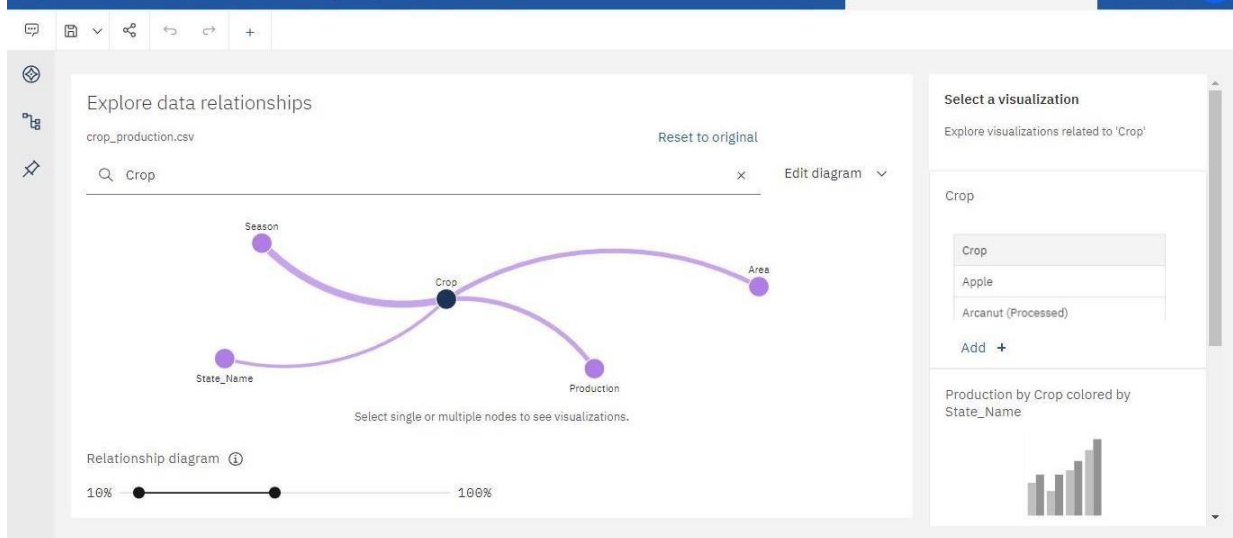 Explore data relationships
crop_production.csv
Reset to original
Crop
Edit diagram
Season
Crop
Area
State_Name
Production
Select single or multiple nodes to see visualizations.
Relationship diagram
10%
100%
Select a visualization
Explore visualizations related to 'Crop'
Crop
Crop
Apple
Arcanut (Processed)
Add +
Production by Crop colored by
State_Name